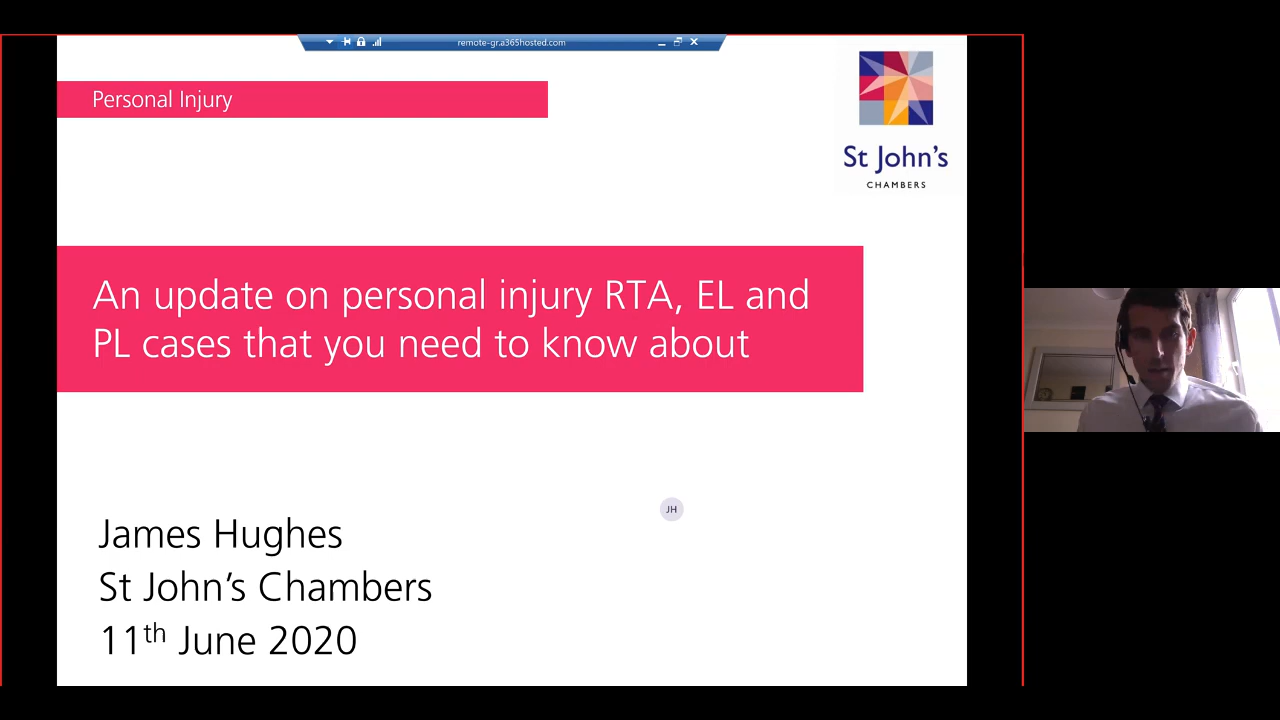 remote-gr.a365hosted.com
Personal Injury
St John's
CHAMBERS
An update on personal injury RTA, EL and
PL cases that you need to know about
JH
James Hughes
St John’s Chambers
11th June 2020